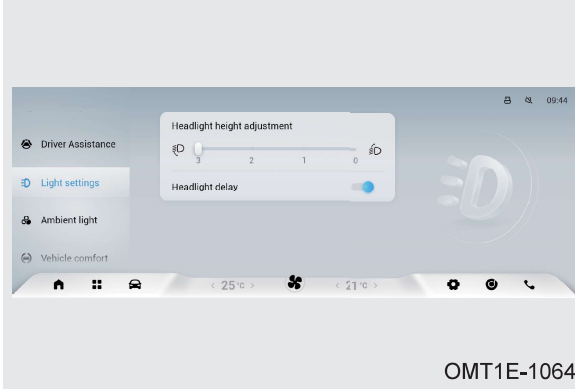 09:44
Headlight height adjustment
3 2 1 0
Headlight delay
Driver Assistance
Light settings
Ambient light
Vehicle comfort
< 25 °C >
< 21 °C >
OMT1E-1064